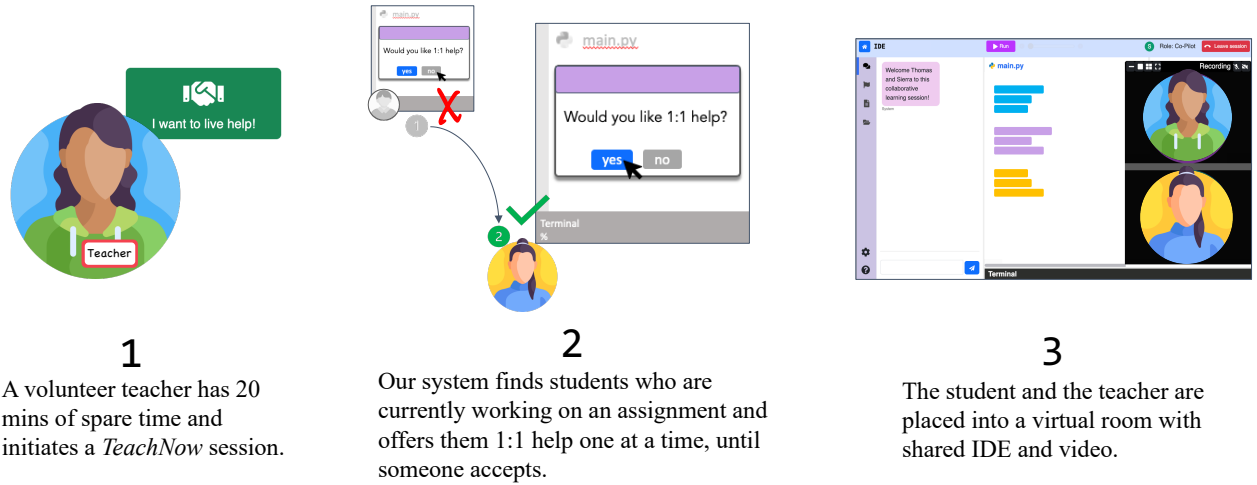 I want to live help!
Teacher
1
A volunteer teacher has 20
mins of spare time and
initiates a TeachNow session.
main.py
Would you like 1:1 help?
yes no
X
1
main.py
Would you like 1:1 help?
yes no
Terminal
%
2
2
Our system finds students who are
currently working on an assignment and
offers them 1:1 help one at a time, until
someone accepts.
IDE
Run
S Role: Co-Pilot Leave session
Welcome Thomas
and Sierra to this
collaborative
learning session!
System
main.py
Recording
Terminal
3
The student and the teacher are
placed into a virtual room with
shared IDE and video.